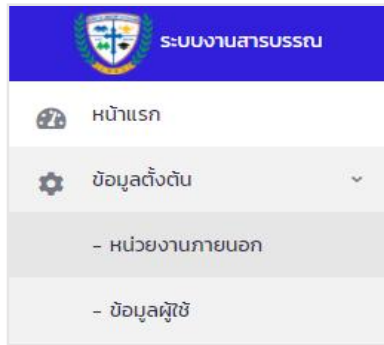 ระบบงานสารบรรณ
หน้าแรก
ข้อมูลตั้งต้น
- หน่วยงานภายนอก
- ข้อมูลผู้ใช้